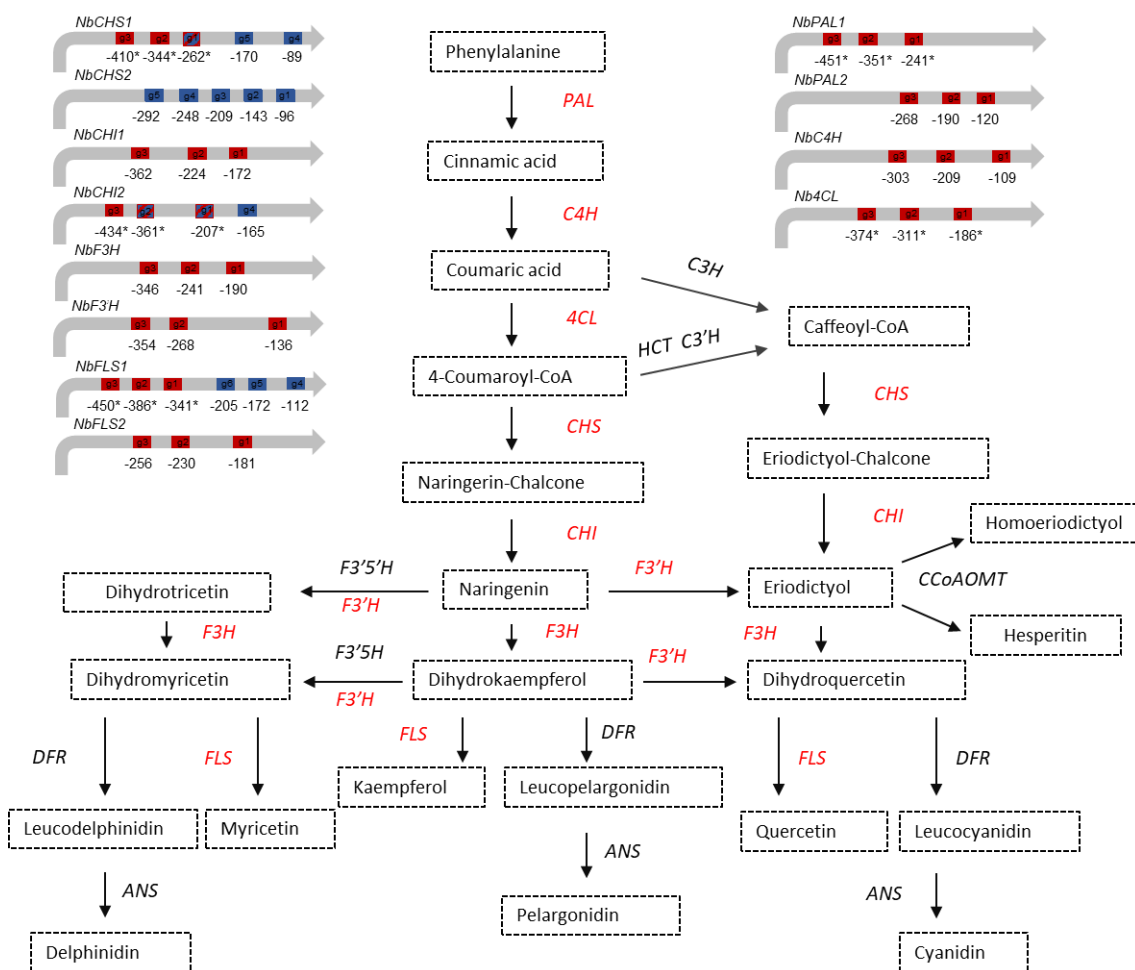 NbCHS1
g3 g2 g1 g5 g4
-410* -344* -262* -170 -89
NbCHS2
g5 g4 g3 g2 g1
-292 -248 -209 -143 -96
NbCHI1
g3 g2 g1
-362 -224 -172
NbCHI2
g3 g2 g1 g4
-434* -361* -207* -165
NbF3H
g3 g2 g1
-346 -241 -190
NbF3'H
g3 g2 g1
-354 -268 -136
NbFLS1
g3 g2 g1 g6 g5 g4
-450* -386* -341* -205 -172 -112
NbFLS2
g3 g2 g1
-256 -230 -181
NbPAL1
g3 g2 g1
-451* -351* -241*
NbPAL2
g3 g2 g1
-268 -190 -120
NbC4H
g3 g2 g1
-303 -209 -109
Nb4CL
g3 g2 g1
-374* -311* -186*
Phenylalanine
PAL
Cinnamic acid
C4H
Coumaric acid
C3H
4CL
Caffeoyl-CoA
HCT C3'H
4-Coumaroyl-CoA
CHS
CHS
Naringerin-Chalcone
Eriodictyol-Chalcone
CHI
CHI
Homoeriodictyol
F3'5'H
F3'H
CCoAOMT
Dihydrotricetin
Naringenin
Eriodictyol
F3'H
Hesperitin
F3H
F3H
F3H
F3'5H
F3'H
Dihydromyricetin
Dihydrokaempferol
Dihydroquercetin
F3'H
DFR
FLS
FLS
DFR
FLS
DFR
Kaempferol
Leucopelargonidin
Leucodelphinidin
Myricetin
Quercetin
Leucocyanidin
ANS
ANS
ANS
Pelargonidin
Delphinidin
Cyanidin